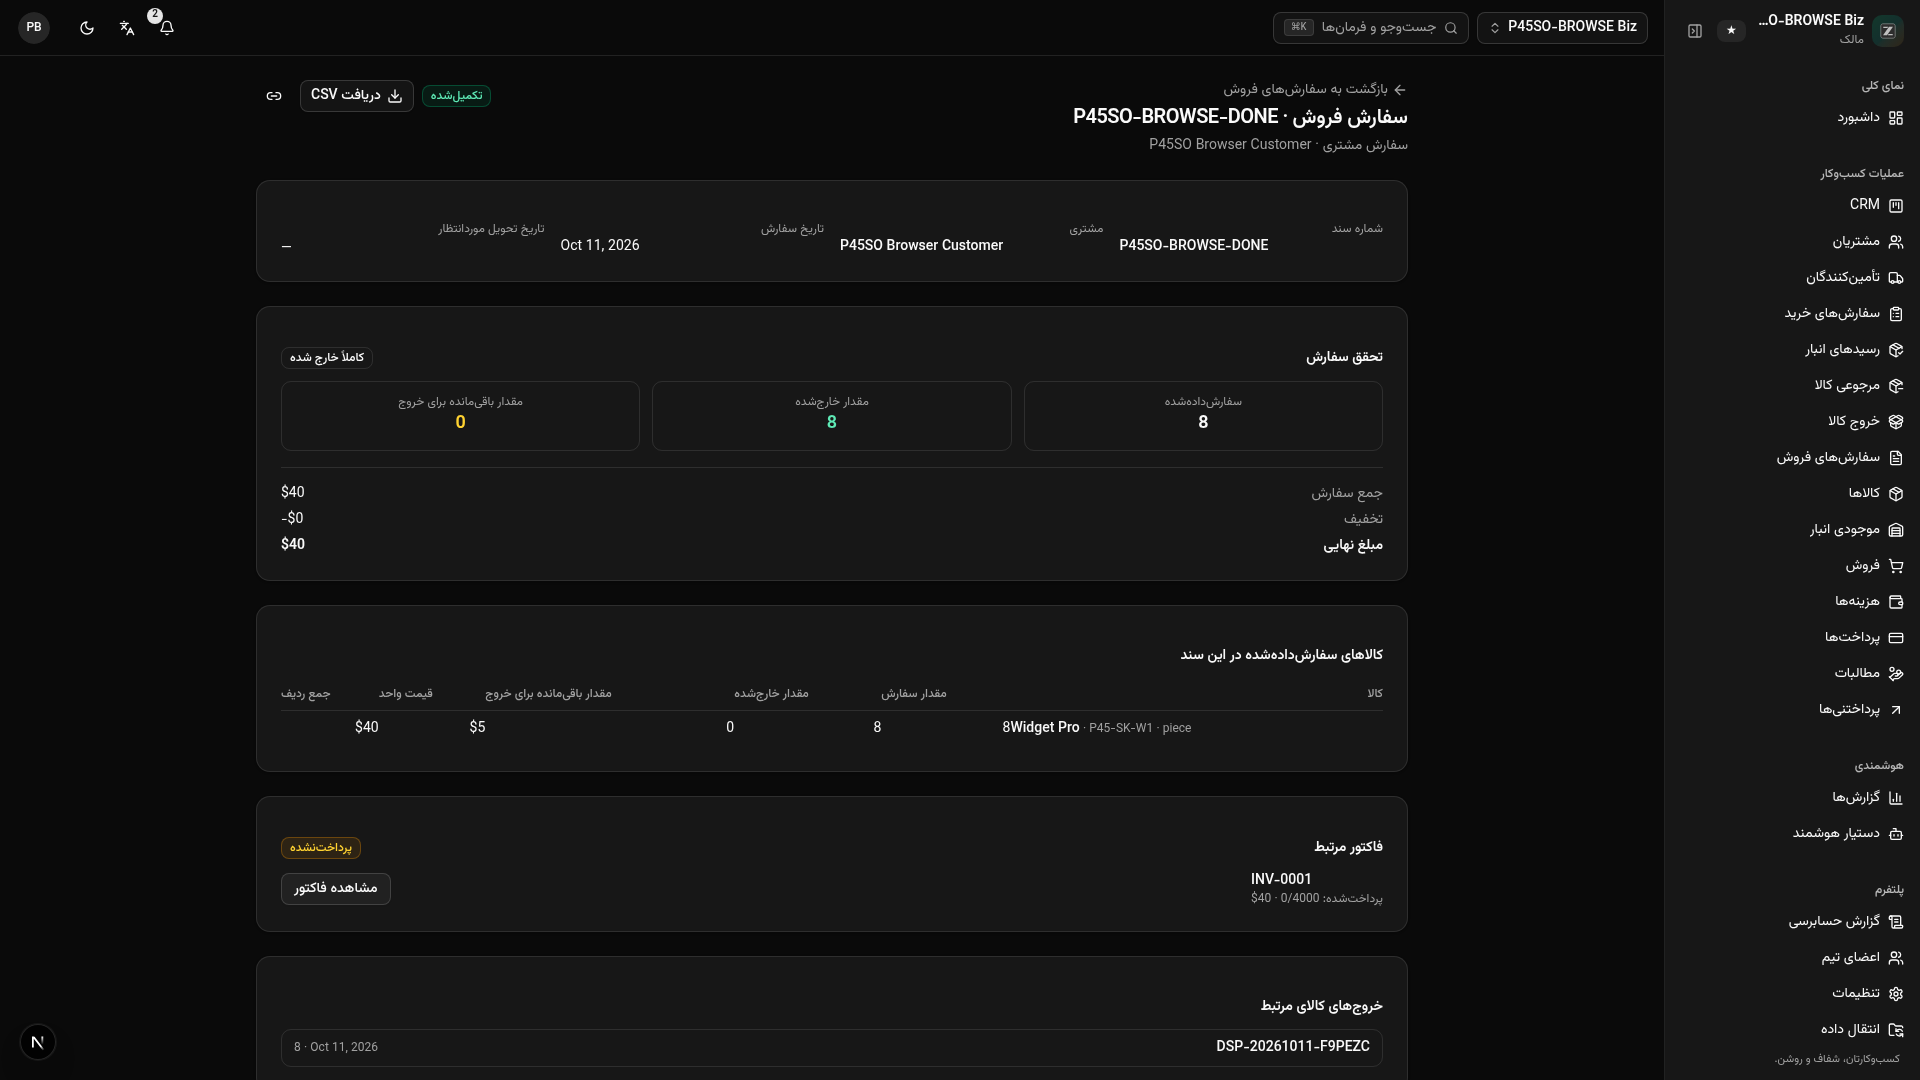 P45SO-BROWSE Biz
جست‌وجو و فرمان‌ها
⌘K
2
PB
...O-BROWSE Biz
مالک
★
Z
نمای کلی
داشبورد
عملیات کسب‌وکار
CRM
مشتریان
تأمین‌کنندگان
سفارش‌های خرید
رسیدهای انبار
مرجوعی کالا
خروج کالا
سفارش‌های فروش
کالاها
موجودی انبار
فروش
هزینه‌ها
پرداخت‌ها
مطالبات
پرداختنی‌ها
هوشمندی
گزارش‌ها
دستیار هوشمند
پلتفرم
گزارش حسابرسی
اعضای تیم
تنظیمات
انتقال داده
کسب‌وکارتان، شفاف و روشن.
بازگشت به سفارش‌های فروش
سفارش فروش · P45SO-BROWSE-DONE
سفارش مشتری · P45SO Browser Customer
تکمیل‌شده
دریافت CSV
شماره سند
P45SO-BROWSE-DONE
مشتری
P45SO Browser Customer
تاریخ سفارش
Oct 11, 2026
تاریخ تحویل موردانتظار
—
تحقق سفارش
کاملاً خارج شده
سفارش‌داده‌شده
8
مقدار خارج‌شده
8
مقدار باقی‌مانده برای خروج
0
جمع سفارش
$40
تخفیف
-$0
مبلغ نهایی
$40
کالاهای سفارش‌داده‌شده در این سند
کالا مقدار سفارش مقدار خارج‌شده مقدار باقی‌مانده برای خروج قیمت واحد جمع ردیف
8Widget Pro · P45-SK-W1 · piece 8 0 $5 $40
فاکتور مرتبط
پرداخت‌نشده
INV-0001
پرداخت‌شده: 0/4000 · $40
مشاهده فاکتور
خروج‌های کالای مرتبط
DSP-20261011-F9PEZC
8 · Oct 11, 2026
N